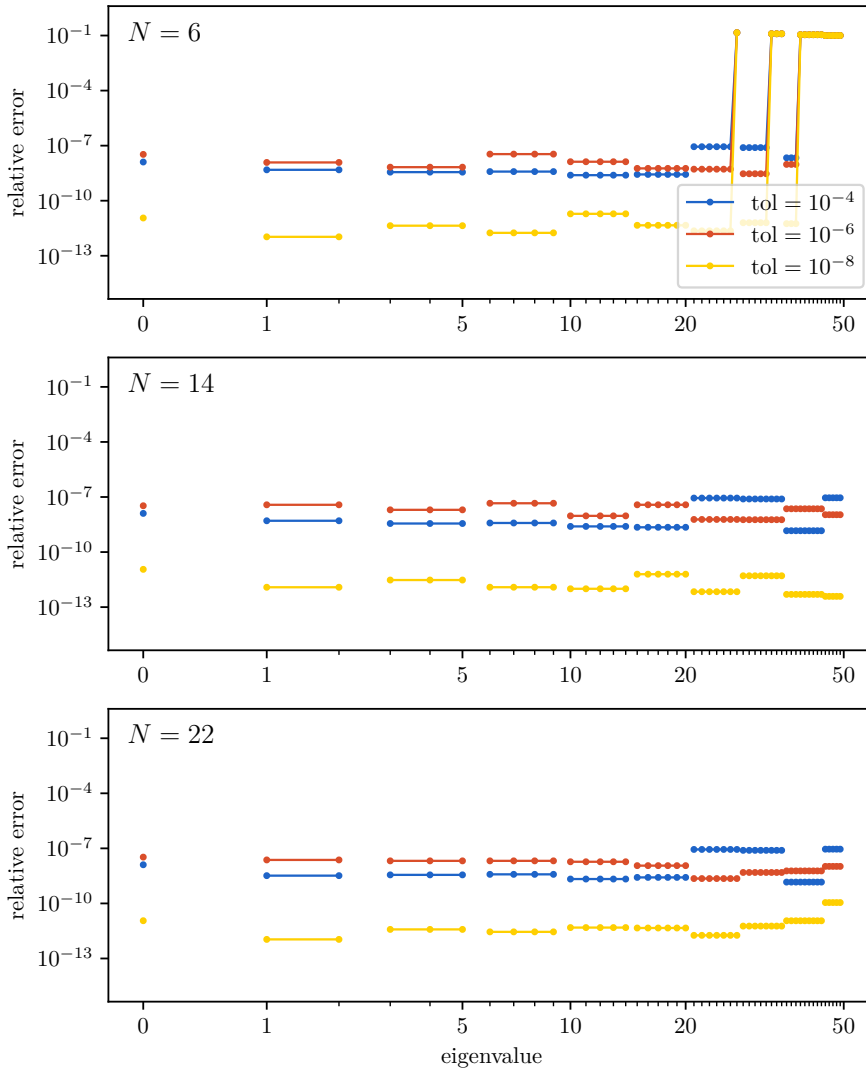 N = 6
relative error
10⁻¹
10⁻⁴
10⁻⁷
10⁻¹⁰
10⁻¹³
tol = 10⁻⁴
tol = 10⁻⁶
tol = 10⁻⁸
0 1 5 10 20 50
N = 14
relative error
10⁻¹
10⁻⁴
10⁻⁷
10⁻¹⁰
10⁻¹³
0 1 5 10 20 50
N = 22
relative error
10⁻¹
10⁻⁴
10⁻⁷
10⁻¹⁰
10⁻¹³
0 1 5 10 20 50
eigenvalue